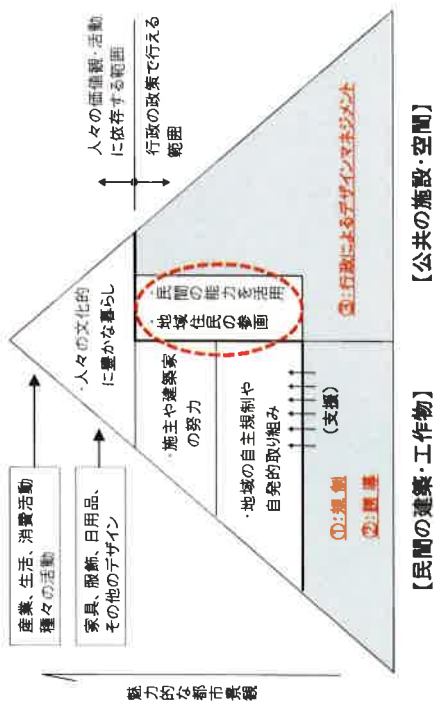 産業、生活、消費活動
種々の活動
家具、服飾、日用品、
その他のデザイン
・人々の文化的
に豊かな暮らし
人々の価値観・活動
に依存する範囲
行政の政策で行える
範囲
・施主や建築家
の努力
・民間の能力を活用
・地域住民の参画
・地域の自主規制や
自発的取り組み
(支援)
①:規制
②:誘導
③:行政によるデザインマネジメント
魅力的な都市景観
【民間の建築・工作物】
【公共の施設・空間】